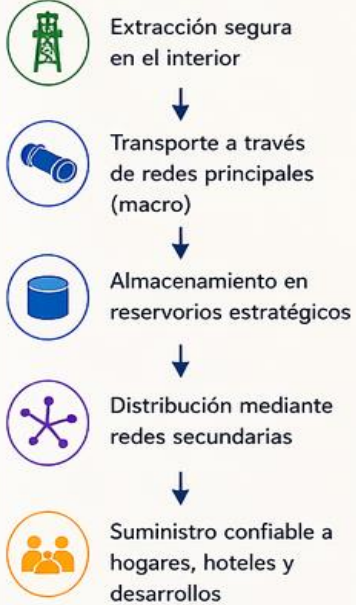 Extracción segura
en el interior
Transporte a través
de redes principales
(macro)
Almacenamiento en
reservorios estratégicos
Distribución mediante
redes secundarias
Suministro confiable a
hogares, hoteles y
desarrollos